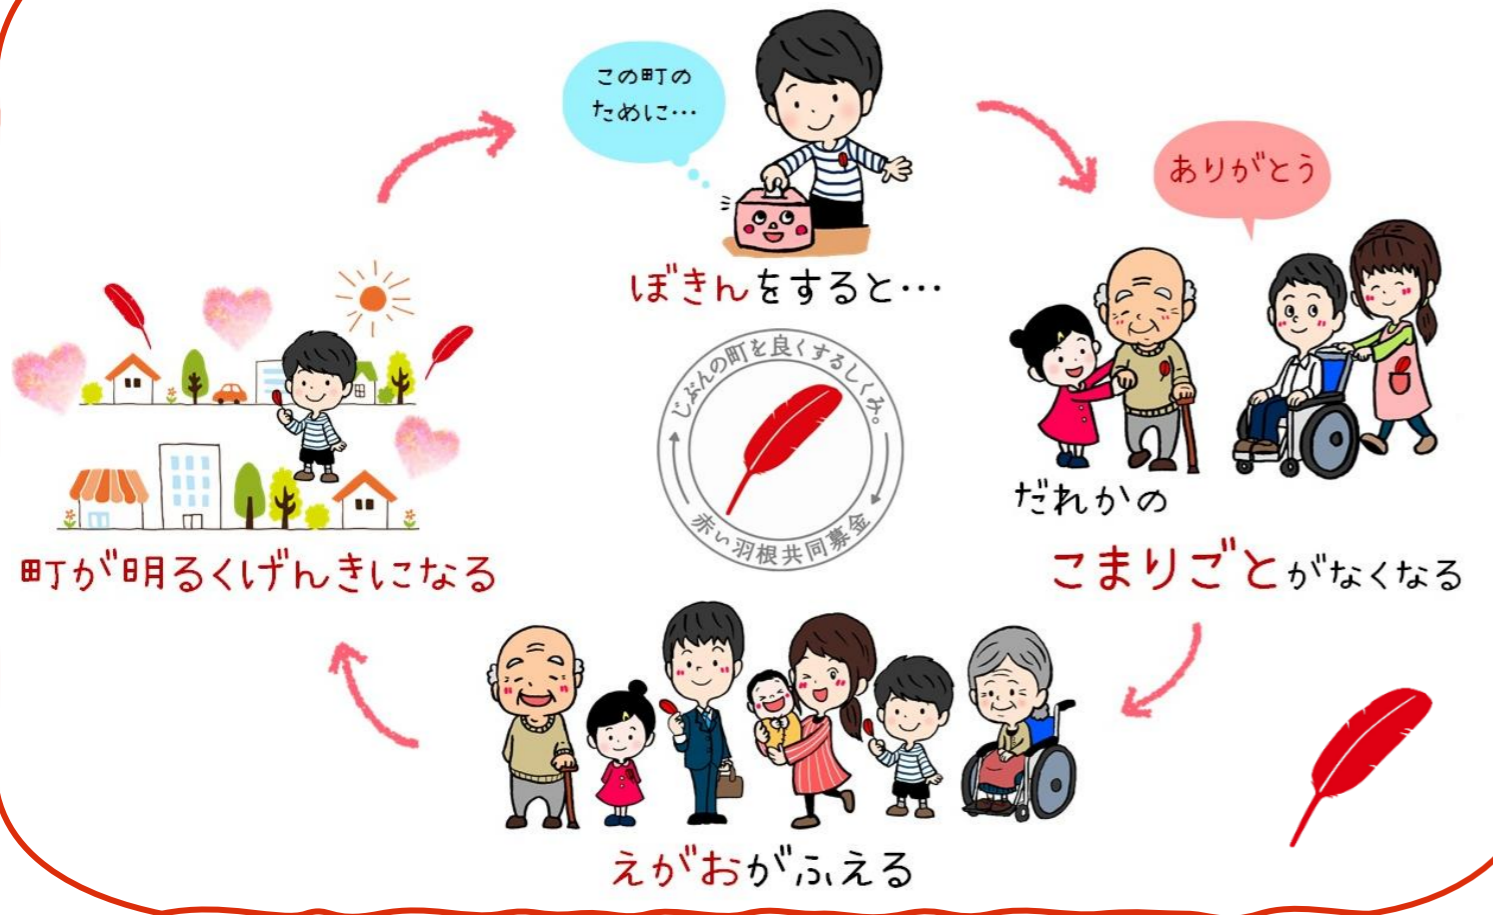 この町の
ために…
ぼきんをすると…
ありがとう
だれかの
こまりごとがなくなる
えがおがふえる
町が明るくげんきになる
じぶんの町を良くするしくみ。
赤い羽根共同募金